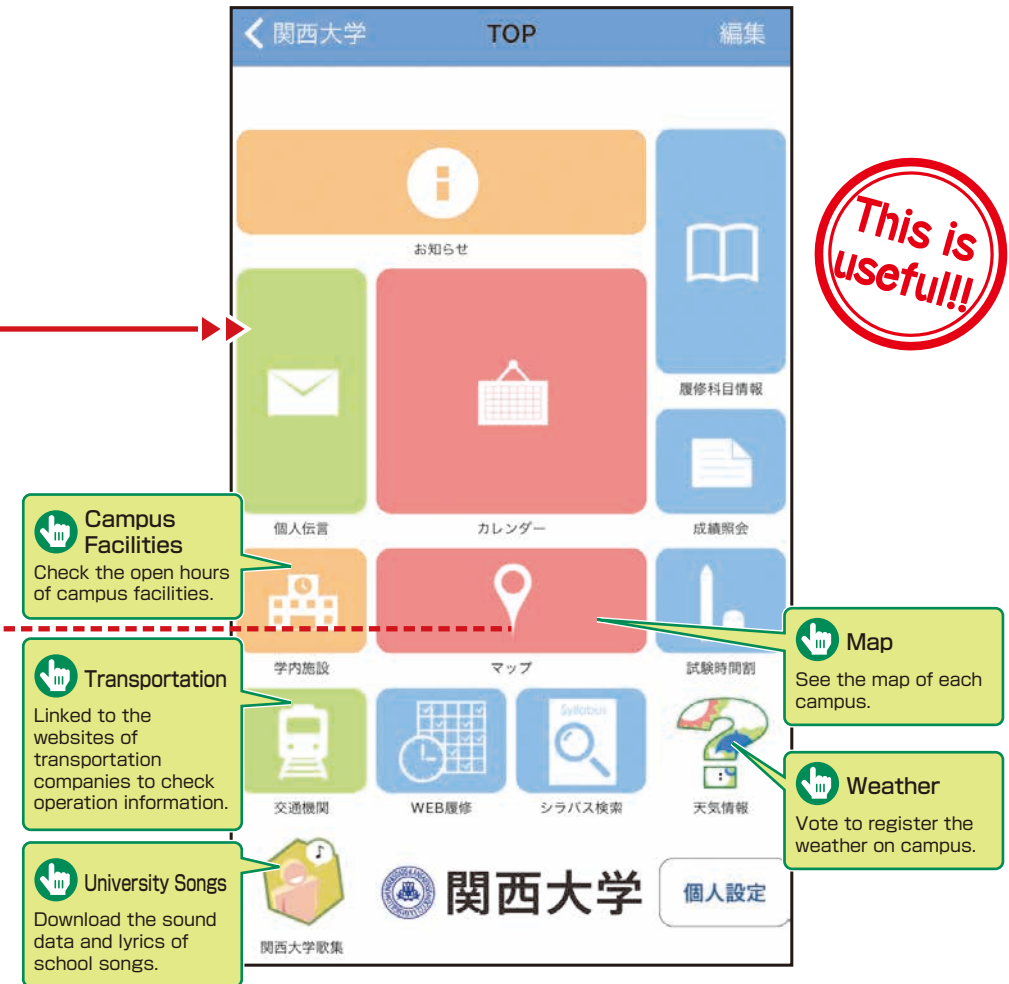 関西大学
TOP
編集
お知らせ
This is
useful!!
履修科目情報
個人伝言
カレンダー
成績照会
Campus
Facilities
Check the open hours
of campus facilities.
学内施設
マップ
試験時間割
Map
See the map of each
campus.
Transportation
Linked to the
websites of
transportation
companies to check
operation information.
Syllabus
交通機関
WEB履修
シラバス検索
天気情報
Weather
Vote to register the
weather on campus.
University Songs
Download the sound
data and lyrics of
school songs.
関西大学歌集
関西大学
個人設定